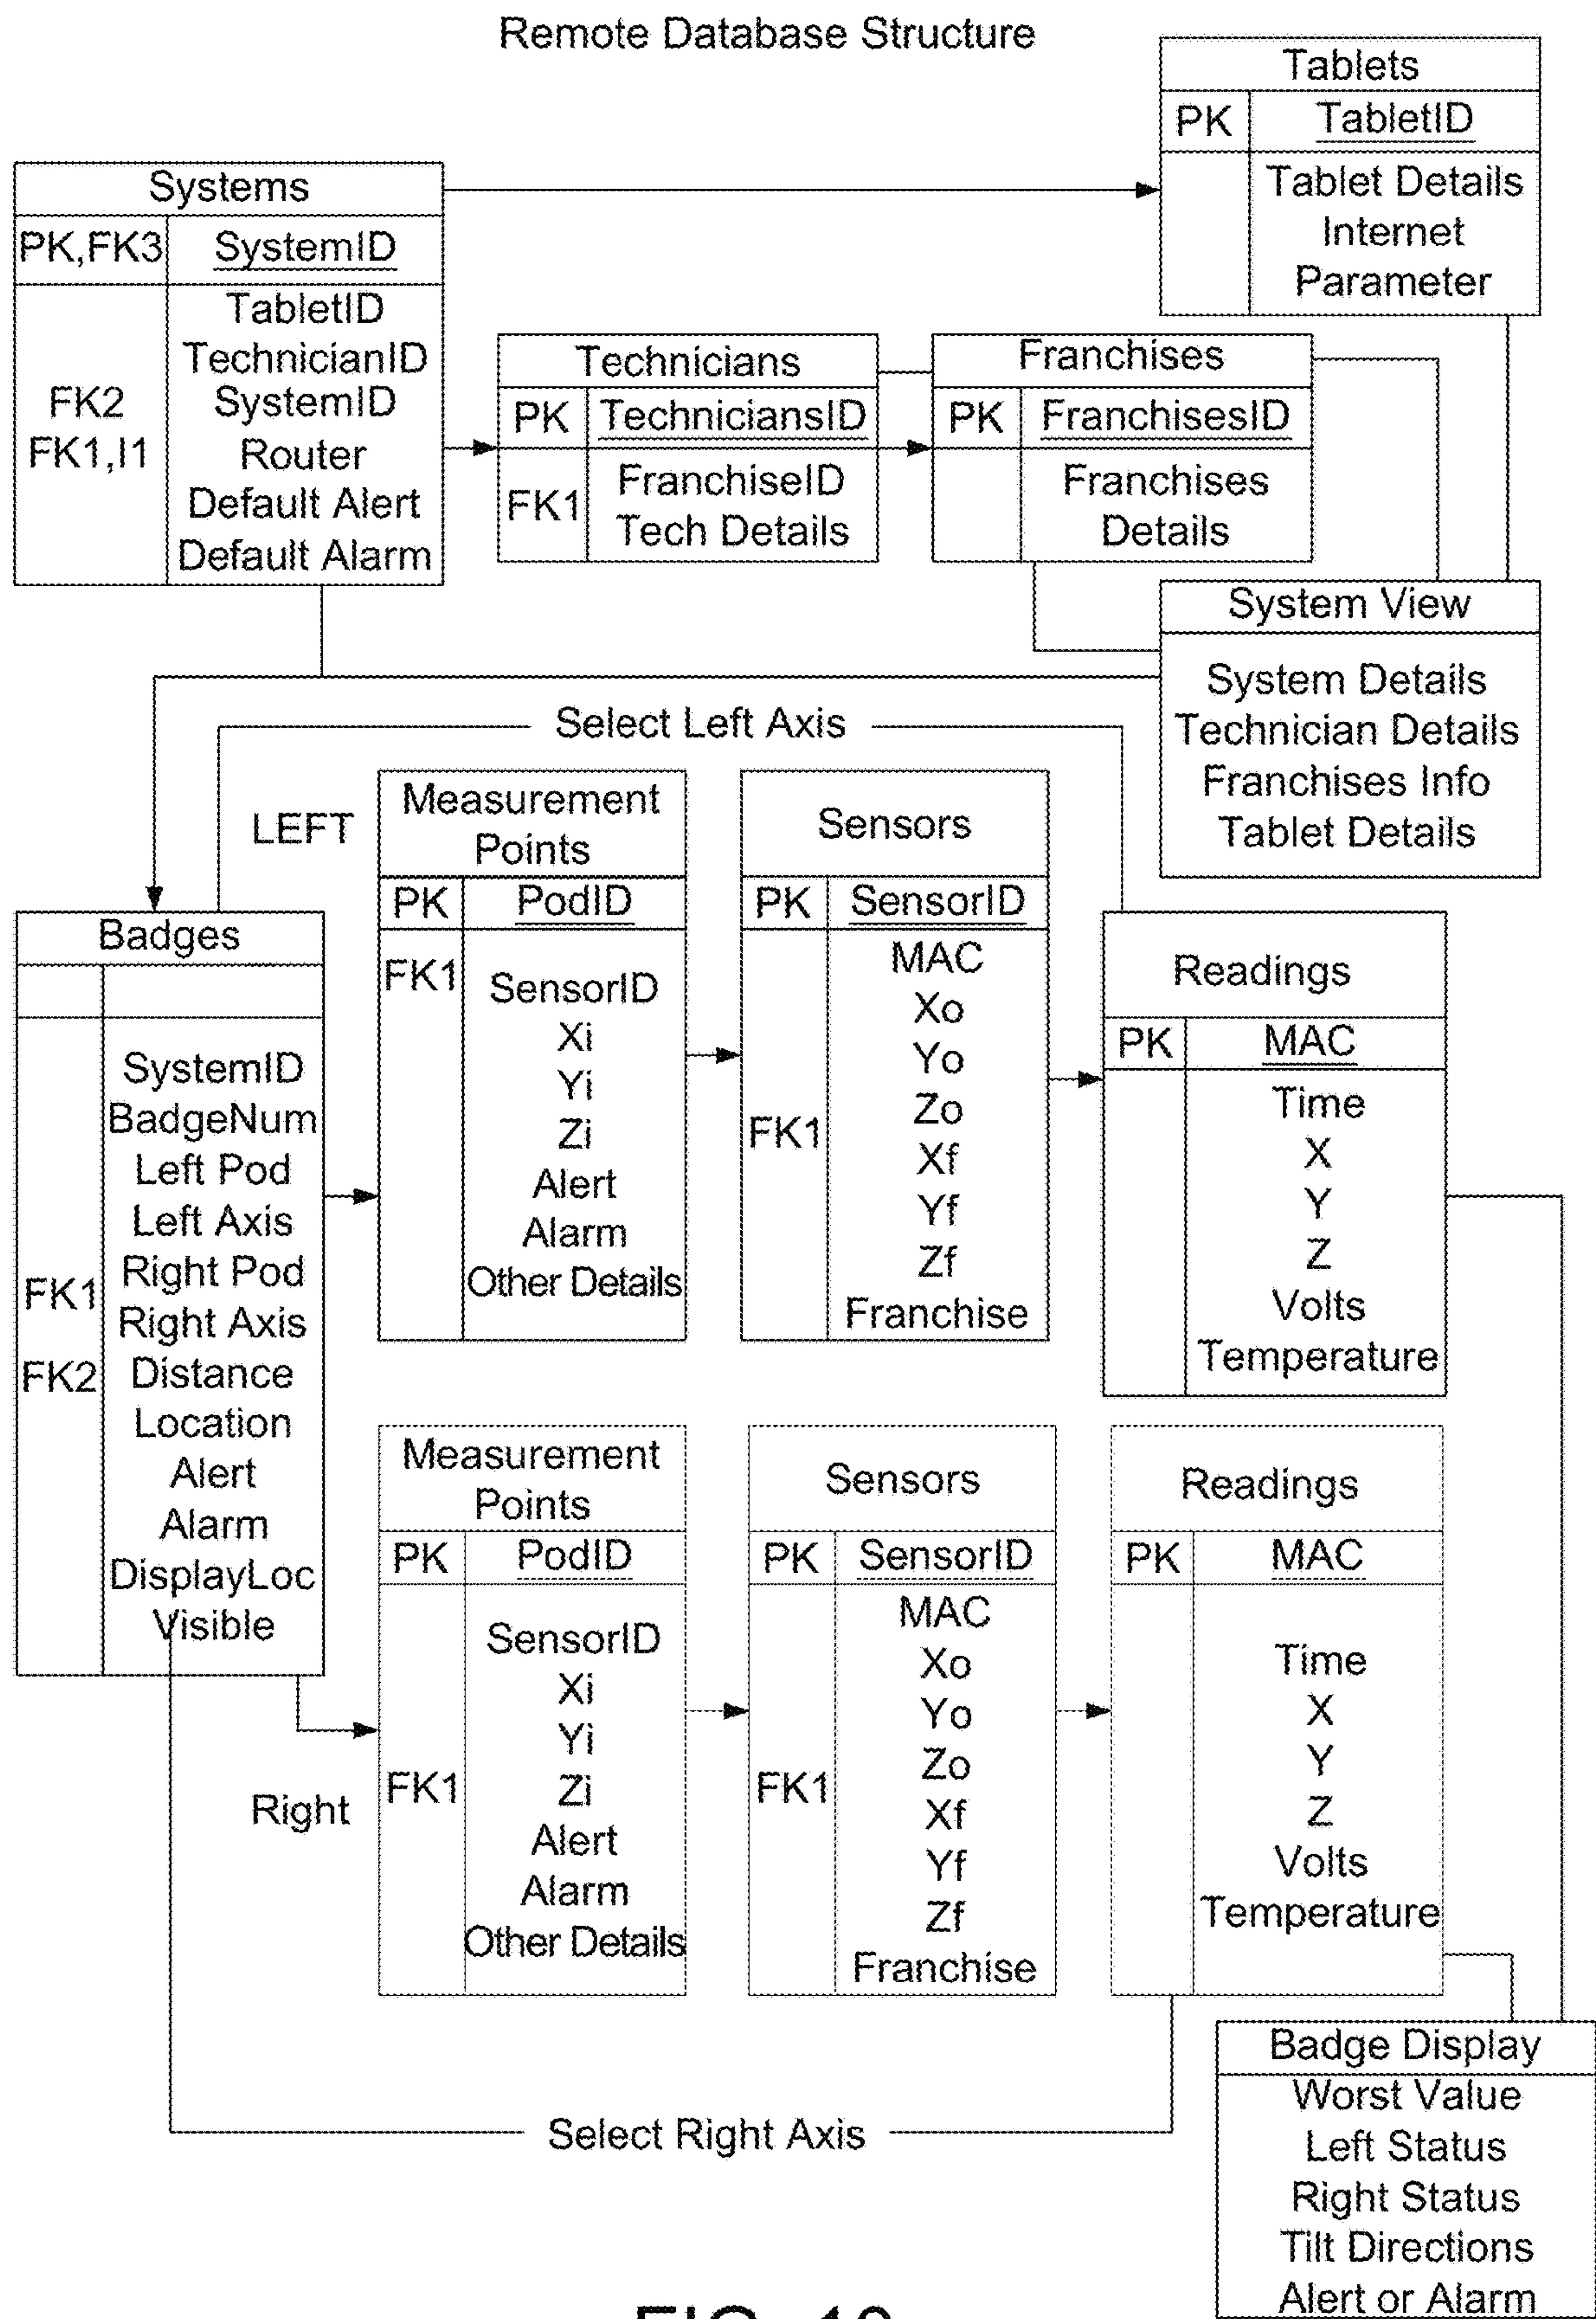 Remote Database Structure
Tablets
PK TabletID
Tablet Details
Internet
Parameter
Systems
PK,FK3 SystemID
TabletID
TechnicianID
FK2 SystemID
FK1,I1 Router
Default Alert
Default Alarm
Technicians
PK TechniciansID
FranchiseID
FK1 Tech Details
Franchises
PK FranchisesID
Franchises
Details
System View
System Details
Technician Details
Franchises Info
Tablet Details
Select Left Axis
LEFT
Measurement
Points
PK PodID
FK1 SensorID
Xi
Yi
Zi
Alert
Alarm
Other Details
Sensors
PK SensorID
MAC
Xo
Yo
Zo
FK1
Xf
Yf
Zf
Franchise
Readings
PK MAC
Time
X
Y
Z
Volts
Temperature
Badges
SystemID
BadgeNum
Left Pod
Left Axis
Right Pod
FK1
Right Axis
FK2 Distance
Location
Alert
Alarm
DisplayLoc
Visible
Right
Measurement
Points
PK PodID
SensorID
Xi
Yi
FK1 Zi
Alert
Alarm
Other Details
Sensors
PK SensorID
MAC
Xo
Yo
Zo
FK1
Xf
Yf
Zf
Franchise
Readings
PK MAC
Time
X
Y
Z
Volts
Temperature
Select Right Axis
Badge Display
Worst Value
Left Status
Right Status
Tilt Directions
Alert or Alarm